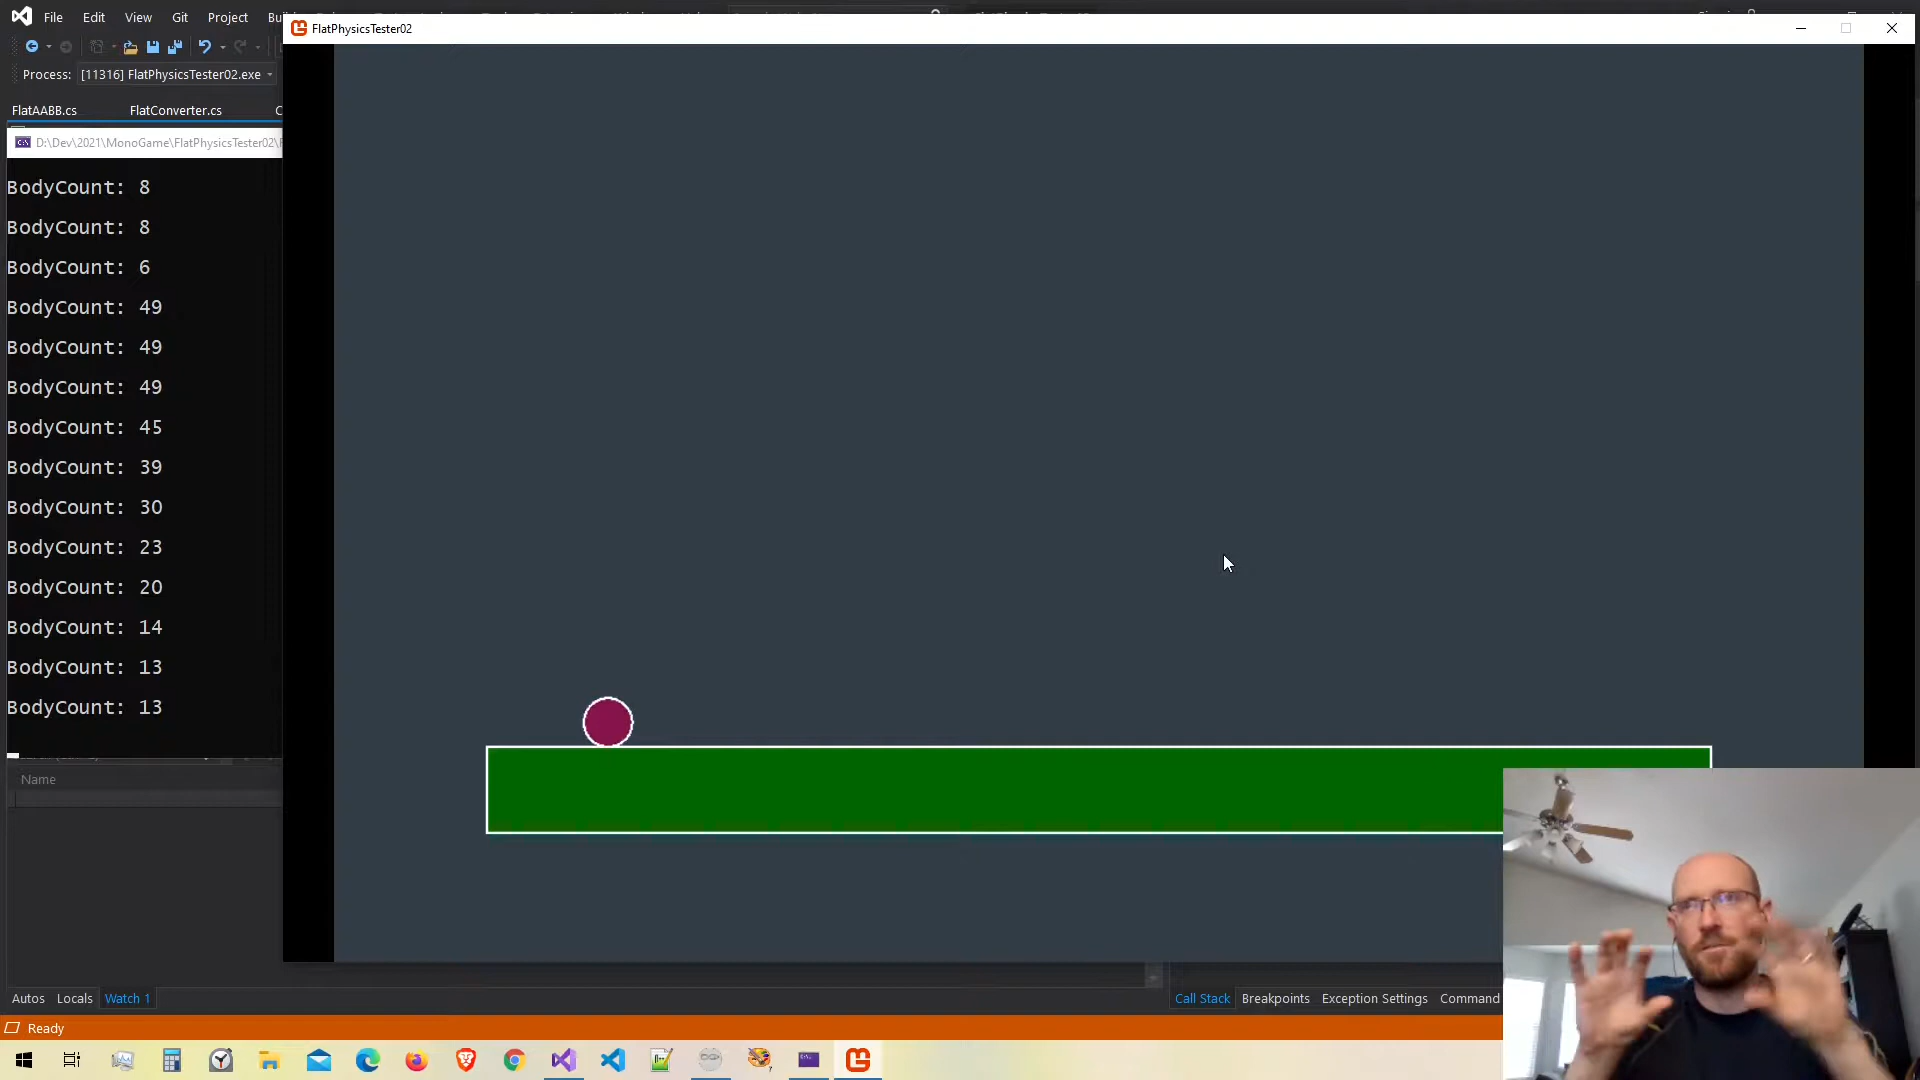 File Edit View Git Project
FlatPhysicsTester02
Process: [11316] FlatPhysicsTester02.exe
FlatAABB.cs FlatConverter.cs
D:\Dev\2021\MonoGame\FlatPhysicsTester02\
BodyCount: 8
BodyCount: 8
BodyCount: 6
BodyCount: 49
BodyCount: 49
BodyCount: 49
BodyCount: 45
BodyCount: 39
BodyCount: 30
BodyCount: 23
BodyCount: 20
BodyCount: 14
BodyCount: 13
BodyCount: 13
Name
Autos Locals Watch 1 Call Stack Breakpoints Exception Settings Command
Ready